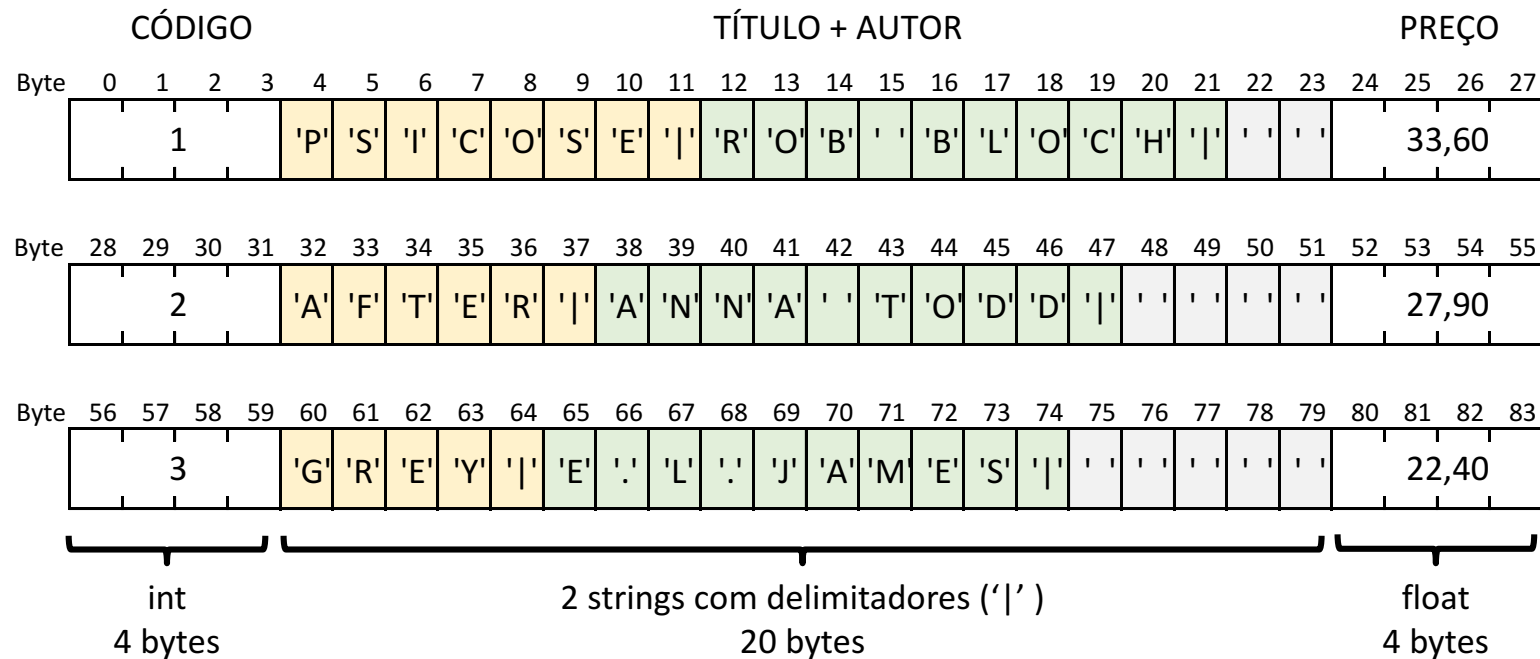 CÓDIGO TÍTULO + AUTOR PREÇO
Byte 0 1 2 3 4 5 6 7 8 9 10 11 12 13 14 15 16 17 18 19 20 21 22 23 24 25 26 27
1 'P' 'S' 'I' 'C' 'O' 'S' 'E' '|' 'R' 'O' 'B' ' ' 'B' 'L' 'O' 'C' 'H' '|' ' ' ' ' 33,60
Byte 28 29 30 31 32 33 34 35 36 37 38 39 40 41 42 43 44 45 46 47 48 49 50 51 52 53 54 55
2 'A' 'F' 'T' 'E' 'R' '|' 'A' 'N' 'N' 'A' ' ' 'T' 'O' 'D' 'D' '|' ' ' ' ' ' ' ' ' 27,90
Byte 56 57 58 59 60 61 62 63 64 65 66 67 68 69 70 71 72 73 74 75 76 77 78 79 80 81 82 83
3 'G' 'R' 'E' 'Y' '|' 'E' '.' 'L' '.' 'J' 'A' 'M' 'E' 'S' '|' ' ' ' ' ' ' ' ' ' ' 22,40
int 2 strings com delimitadores (‘|’ ) float
4 bytes 20 bytes 4 bytes